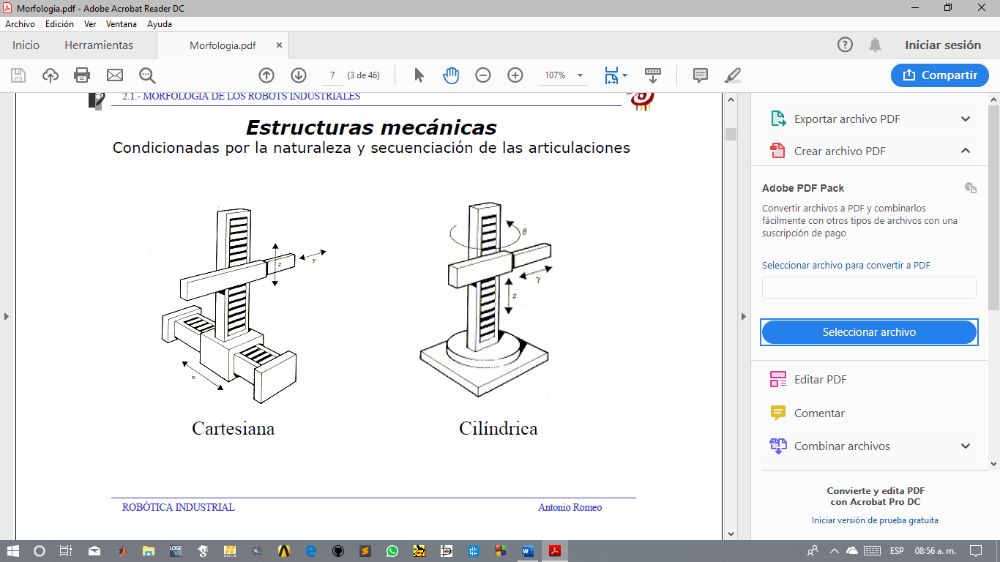 Morfologia.pdf - Adobe Acrobat Reader DC
Archivo Edición Ver Ventana Ayuda
Inicio Herramientas Morfologia.pdf × Iniciar sesión
7 (3 de 46) 107% Compartir
2.1.- MORFOLOGÍA DE LOS ROBOTS INDUSTRIALES
Estructuras mecánicas
Condicionadas por la naturaleza y secuenciación de las articulaciones
z
y
x
Cartesiana
θ
γ
z
Cilíndrica
ROBÓTICA INDUSTRIAL Antonio Romeo
Exportar archivo PDF
Crear archivo PDF
Adobe PDF Pack
Convertir archivos a PDF y combinarlos
fácilmente con otros tipos de archivos con una
suscripción de pago
Seleccionar archivo para convertir a PDF
Seleccionar archivo
Editar PDF
Comentar
Combinar archivos
Convierte y edita PDF
con Acrobat Pro DC
Iniciar versión de prueba gratuita
ESP 08:56 a. m.